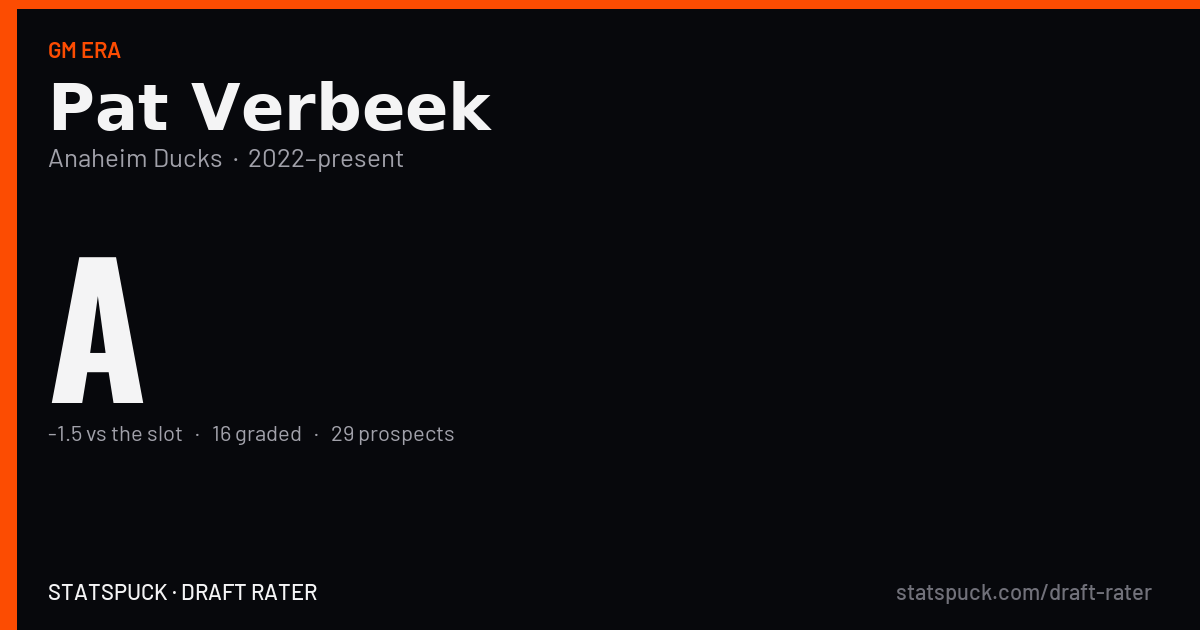 GM ERA
Pat Verbeek
Anaheim Ducks · 2022–present
A
-1.5 vs the slot · 16 graded · 29 prospects
STATSPUCK · DRAFT RATER
statspuck.com/draft-rater